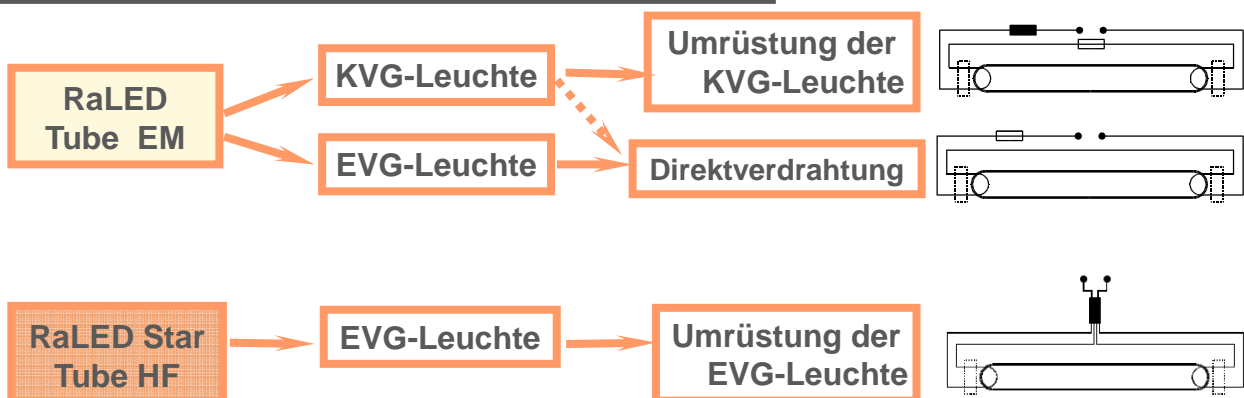 RaLED
Tube EM
KVG-Leuchte
EVG-Leuchte
Umrüstung der
KVG-Leuchte
Direktverdrahtung
RaLED Star
Tube HF
EVG-Leuchte
Umrüstung der
EVG-Leuchte